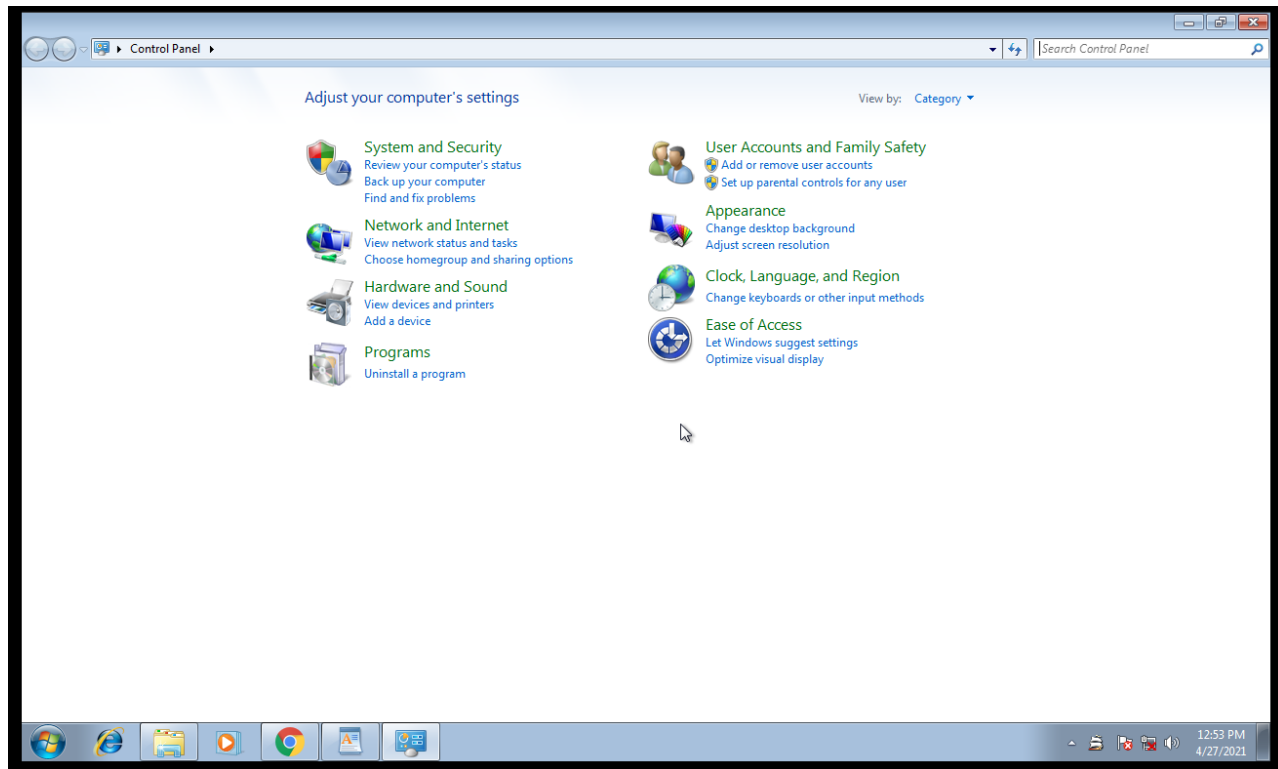 Control Panel
Search Control Panel
Adjust your computer's settings
View by: Category
System and Security
Review your computer's status
Back up your computer
Find and fix problems
Network and Internet
View network status and tasks
Choose homegroup and sharing options
Hardware and Sound
View devices and printers
Add a device
Programs
Uninstall a program
User Accounts and Family Safety
Add or remove user accounts
Set up parental controls for any user
Appearance
Change desktop background
Adjust screen resolution
Clock, Language, and Region
Change keyboards or other input methods
Ease of Access
Let Windows suggest settings
Optimize visual display
12:53 PM
4/27/2021